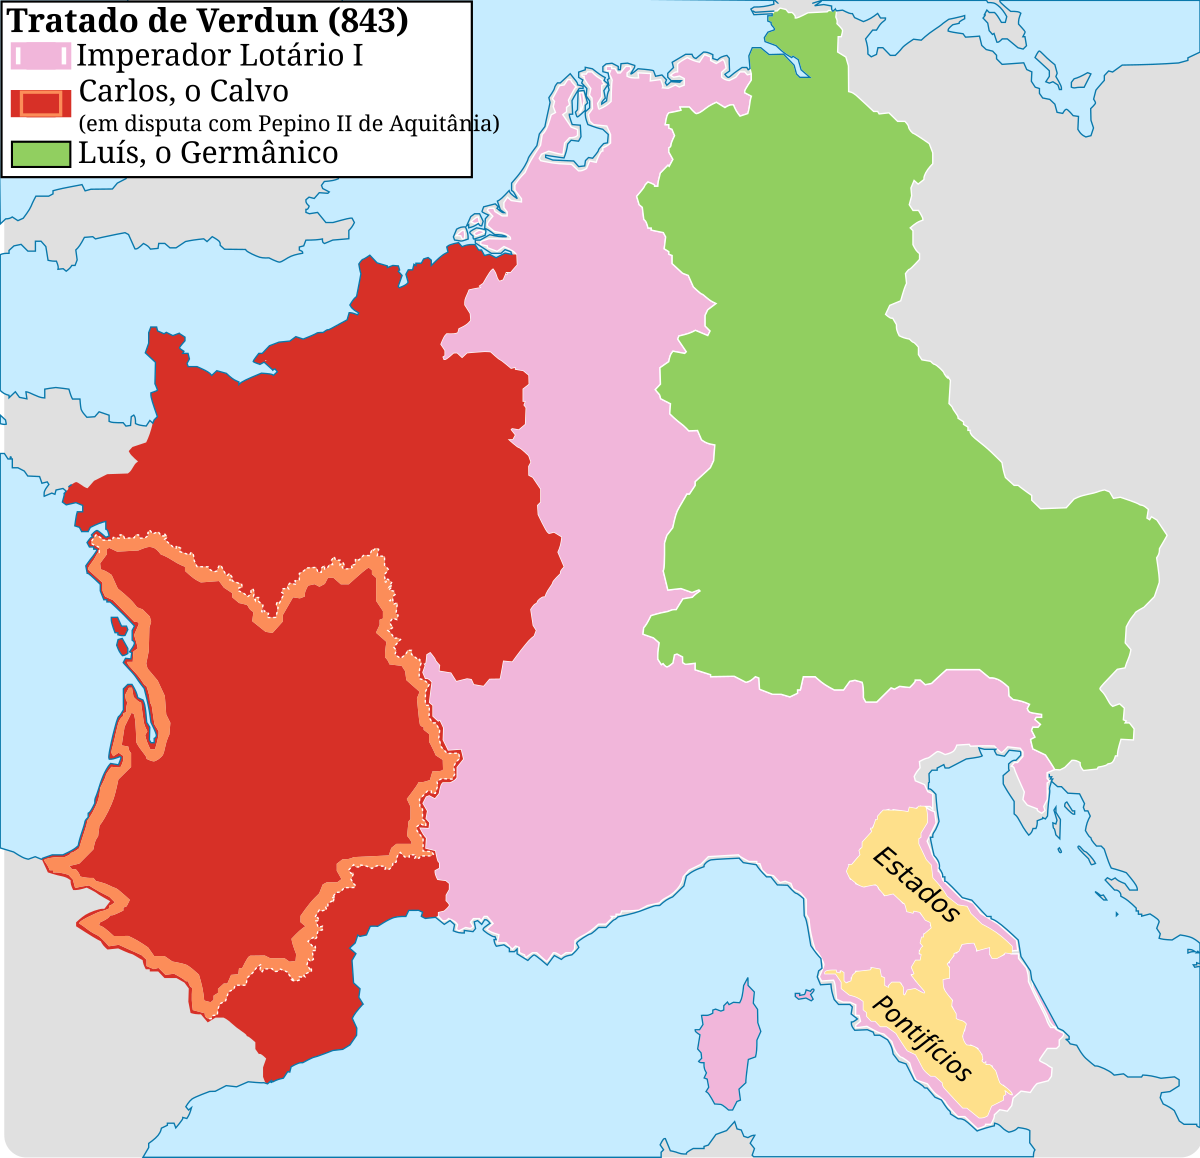 Tratado de Verdun (843)
Imperador Lotário I
Carlos, o Calvo
(em disputa com Pepino II de Aquitânia)
Luís, o Germânico
Estados
Pontifícios